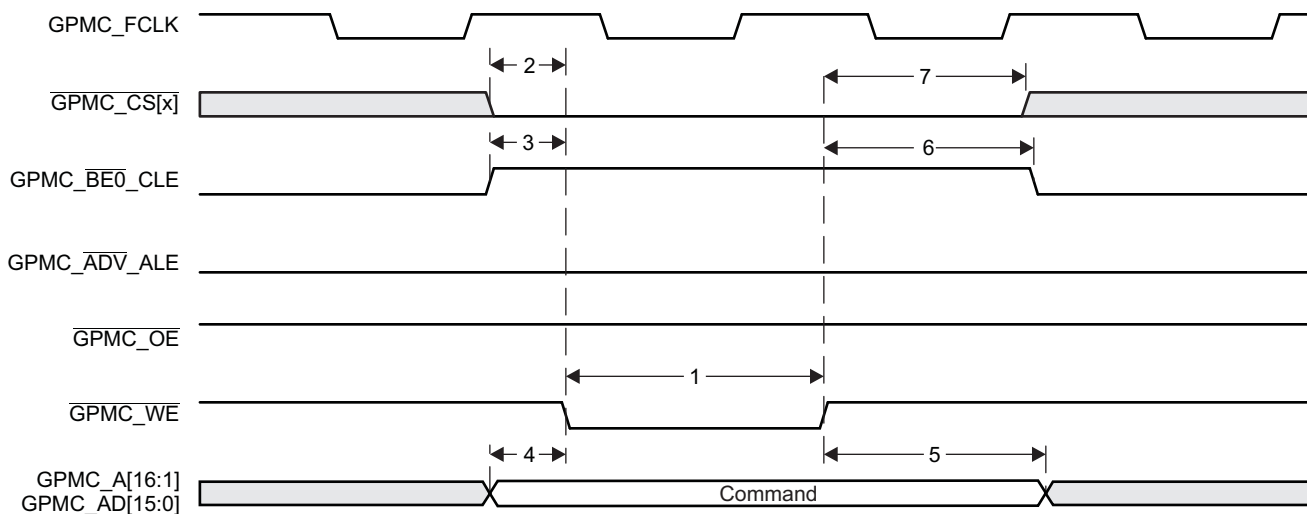 GPMC_FCLK
2
7
GPMC_CS[x]
3
6
GPMC_BE0_CLE
GPMC_ADV_ALE
GPMC_OE
1
GPMC_WE
4
5
GPMC_A[16:1]
GPMC_AD[15:0]
Command